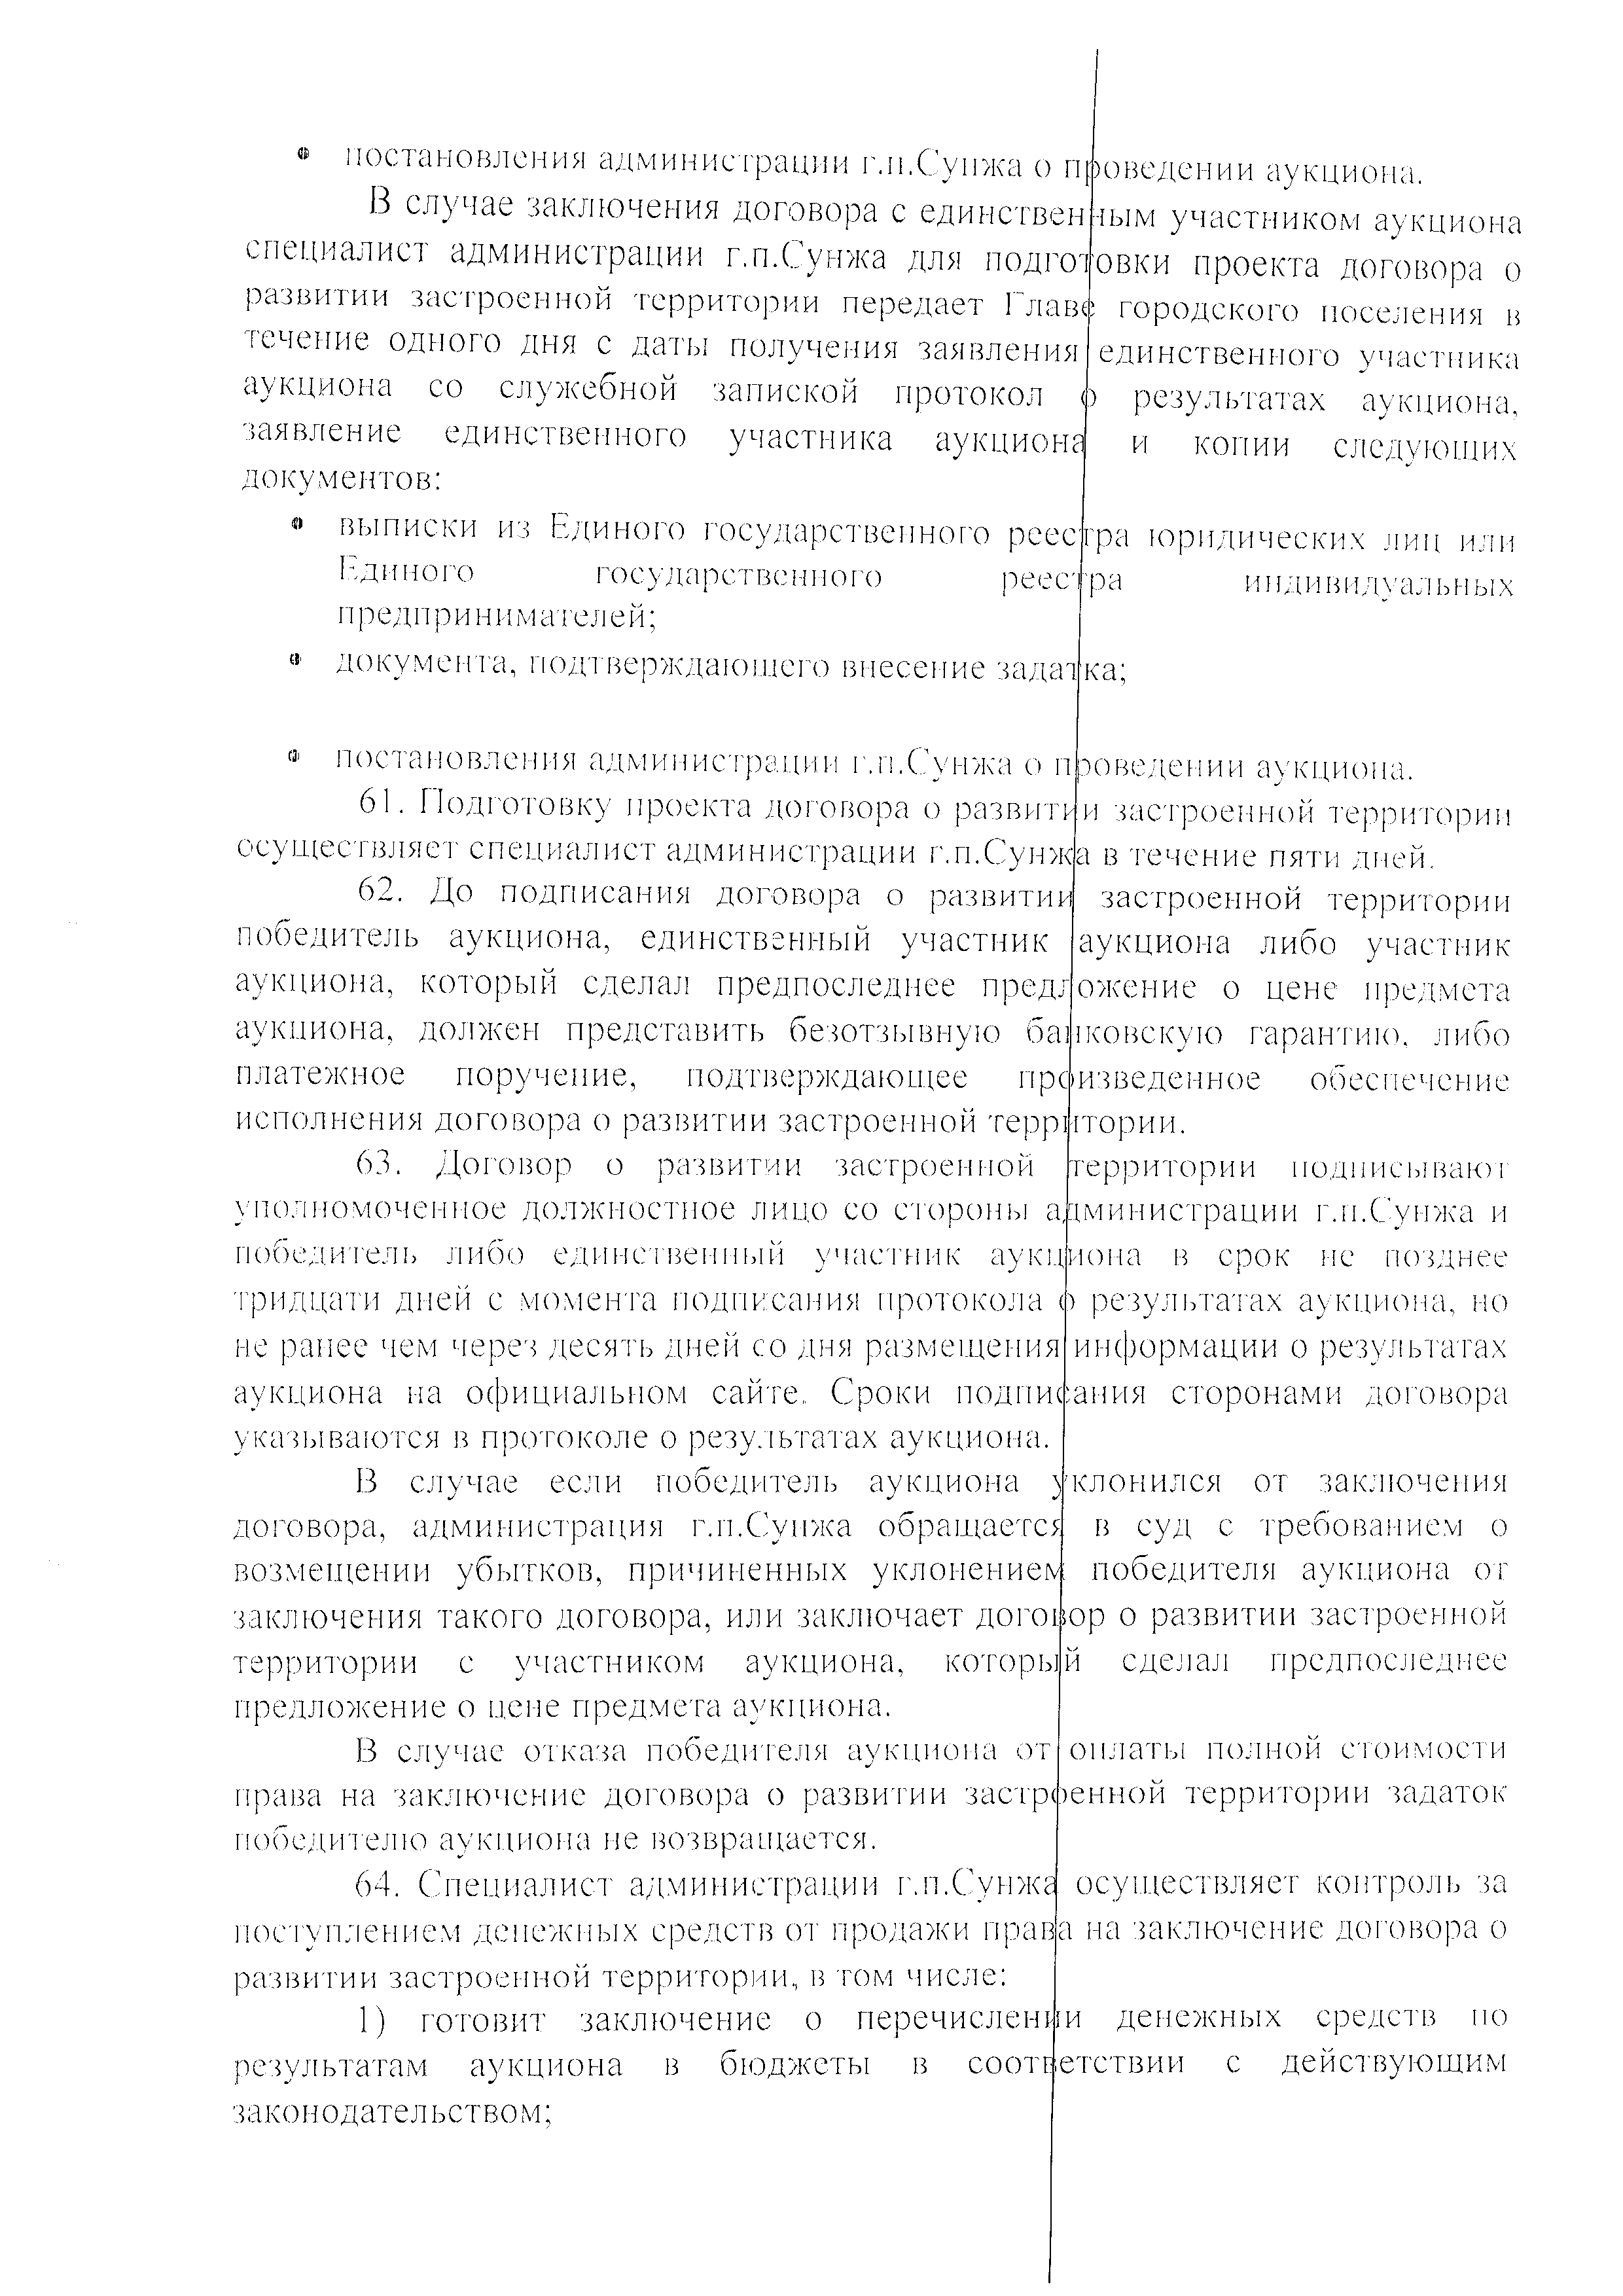 • постановления администрации г.п.Сунжа о проведении аукциона.
В случае заключения договора с единственным участником аукциона
специалист администрации г.п.Сунжа для подготовки проекта договора о
развитии застроенной территории передает Главе городского поселения в
течение одного дня с даты получения заявления единственного участника
аукциона со служебной запиской протокол о результатах аукциона,
заявление единственного участника аукциона и копии следующих
документов:
• выписки из Единого государственного реестра юридических лиц или
Единого государственного реестра индивидуальных
предпринимателей;
• документа, подтверждающего внесение задатка;
• постановления администрации г.п.Сунжа о проведении аукциона.
61. Подготовку проекта договора о развитии застроенной территории
осуществляет специалист администрации г.п.Сунжа в течение пяти дней.
62. До подписания договора о развитии застроенной территории
победитель аукциона, единственный участник аукциона либо участник
аукциона, который сделал предпоследнее предложение о цене предмета
аукциона, должен представить безотзывную банковскую гарантию, либо
платежное поручение, подтверждающее произведенное обеспечение
исполнения договора о развитии застроенной территории.
63. Договор о развитии застроенной территории подписывают
уполномоченное должностное лицо со стороны администрации г.п.Сунжа и
победитель либо единственный участник аукциона в срок не позднее
тридцати дней с момента подписания протокола о результатах аукциона, но
не ранее чем через десять дней со дня размещения информации о результатах
аукциона на официальном сайте. Сроки подписания сторонами договора
указываются в протоколе о результатах аукциона.
В случае если победитель аукциона уклонился от заключения
договора, администрация г.п.Сунжа обращается в суд с требованием о
возмещении убытков, причиненных уклонением победителя аукциона от
заключения такого договора, или заключает договор о развитии застроенной
территории с участником аукциона, который сделал предпоследнее
предложение о цене предмета аукциона.
В случае отказа победителя аукциона от оплаты полной стоимости
права на заключение договора о развитии застроенной территории задаток
победителю аукциона не возвращается.
64. Специалист администрации г.п.Сунжа осуществляет контроль за
поступлением денежных средств от продажи права на заключение договора о
развитии застроенной территории, в том числе:
1) готовит заключение о перечислении денежных средств по
результатам аукциона в бюджеты в соответствии с действующим
законодательством;